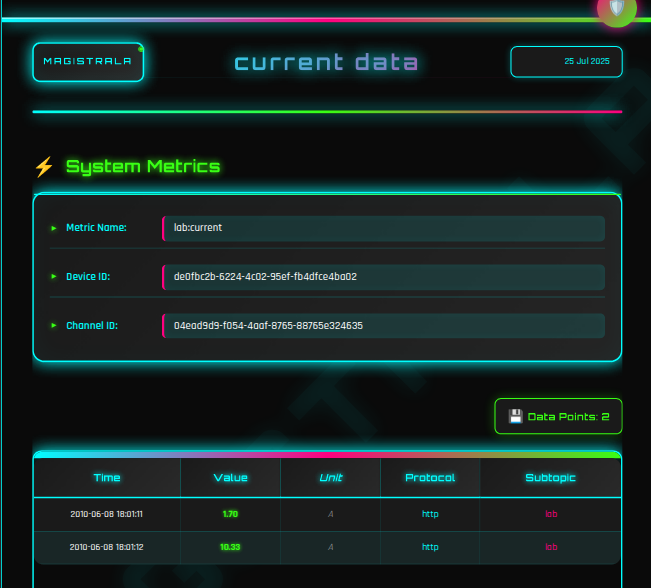 MAGISTRALA
current data
25 Jul 2025
System Metrics
Metric Name: lab:current
Device ID: de0fbc2b-6224-4c02-95ef-fb4dfce4ba02
Channel ID: 04ead9d9-f054-4aaf-8765-88765e324635
Data Points: 2
Time Value Unit Protocol Subtopic
2010-06-08 18:01:11 1.70 A http lab
2010-06-08 18:01:12 10.33 A http lab